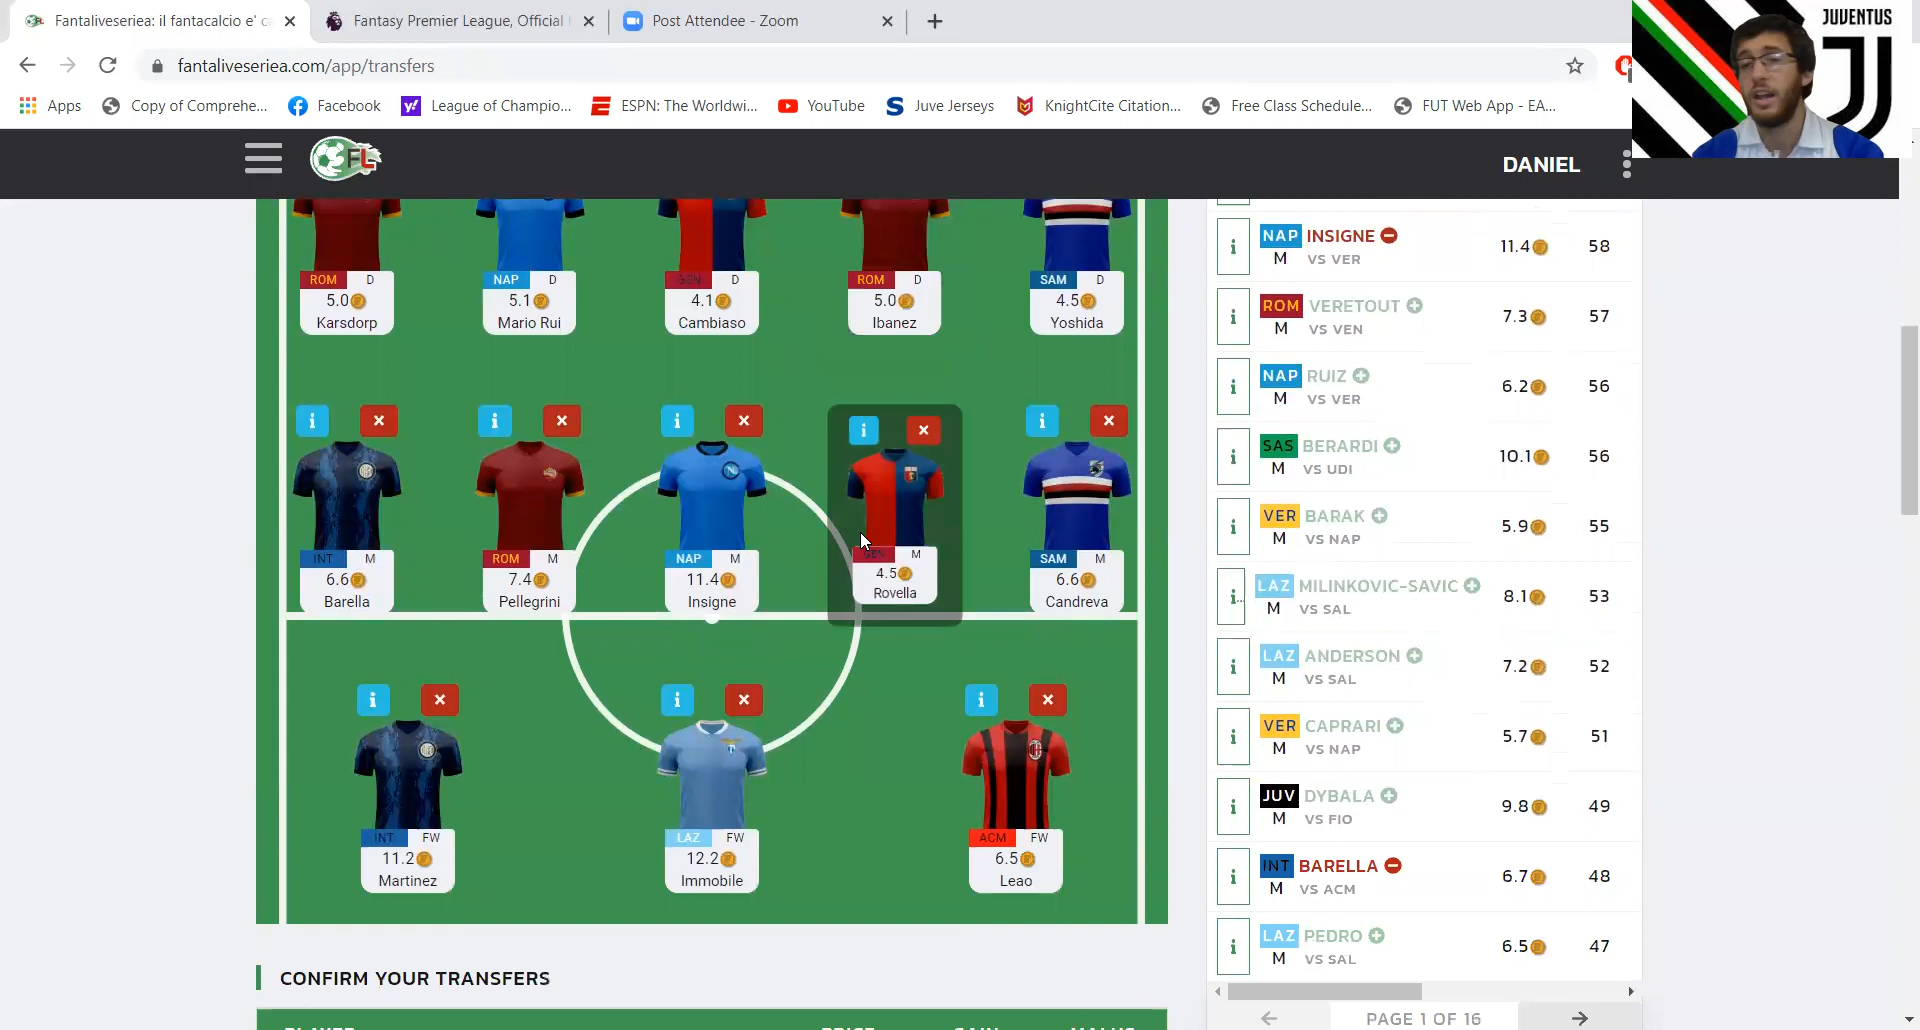 Fantaliveseriea: il fantacalcio e' c
Fantasy Premier League, Official
Post Attendee - Zoom
fantaliveseriea.com/app/transfers
JUVENTUS
Apps
Copy of Comprehe...
Facebook
League of Champio...
ESPN: The Worldwi...
YouTube
Juve Jerseys
KnightCite Citation...
Free Class Schedule...
FUT Web App - EA...
FL
DANIEL
ROM D
5.0
Karsdorp
NAP D
5.1
Mario Rui
GEN D
4.1
Cambiaso
ROM D
5.0
Ibanez
SAM D
4.5
Yoshida
INT M
6.6
Barella
ROM M
7.4
Pellegrini
NAP M
11.4
Insigne
GEN M
4.5
Rovella
SAM M
6.6
Candreva
INT FW
11.2
Martinez
LAZ FW
12.2
Immobile
ACM FW
6.5
Leao
CONFIRM YOUR TRANSFERS
PLAYER PRICE GAIN MALUS
NAP INSIGNE 11.4 58
M VS VER
ROM VERETOUT 7.3 57
M VS VEN
NAP RUIZ 6.2 56
M VS VER
SAS BERARDI 10.1 56
M VS UDI
VER BARAK 5.9 55
M VS NAP
LAZ MILINKOVIC-SAVIC 8.1 53
M VS SAL
LAZ ANDERSON 7.2 52
M VS SAL
VER CAPRARI 5.7 51
M VS NAP
JUV DYBALA 9.8 49
M VS FIO
INT BARELLA 6.7 48
M VS ACM
LAZ PEDRO 6.5 47
M VS SAL
PAGE 1 OF 16